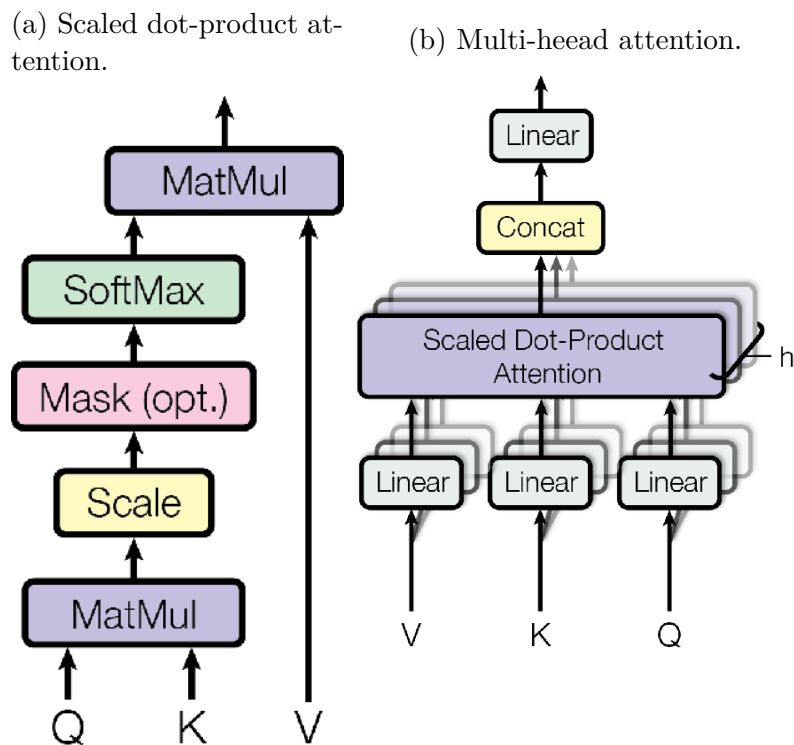 (a) Scaled dot-product at-
tention.
MatMul
SoftMax
Mask (opt.)
Scale
MatMul
Q K V
(b) Multi-heead attention.
Linear
Concat
Scaled Dot-Product
Attention
h
Linear Linear Linear
V K Q